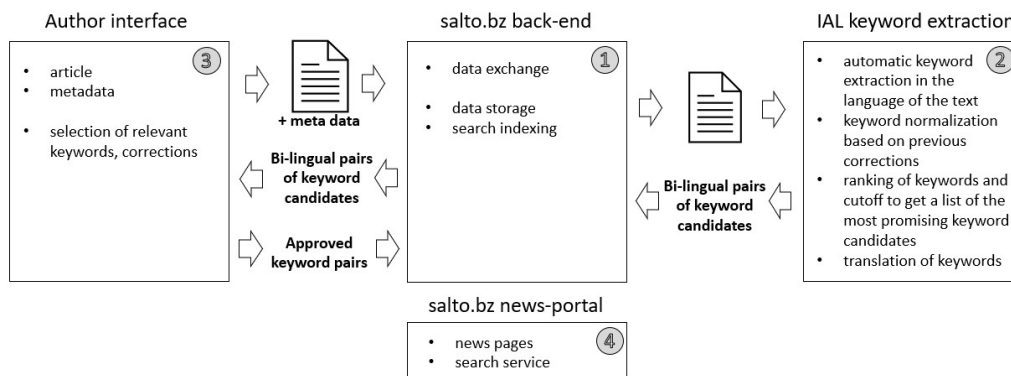 Author interface
3
• article
• metadata
• selection of relevant
keywords, corrections
+ meta data
Bi-lingual pairs
of keyword
candidates
Approved
keyword pairs
salto.bz back-end
1
• data exchange
• data storage
• search indexing
Bi-lingual pairs
of keyword
candidates
IAL keyword extraction
2
• automatic keyword
extraction in the
language of the text
• keyword normalization
based on previous
corrections
• ranking of keywords and
cutoff to get a list of the
most promising keyword
candidates
• translation of keywords
salto.bz news-portal
4
• news pages
• search service